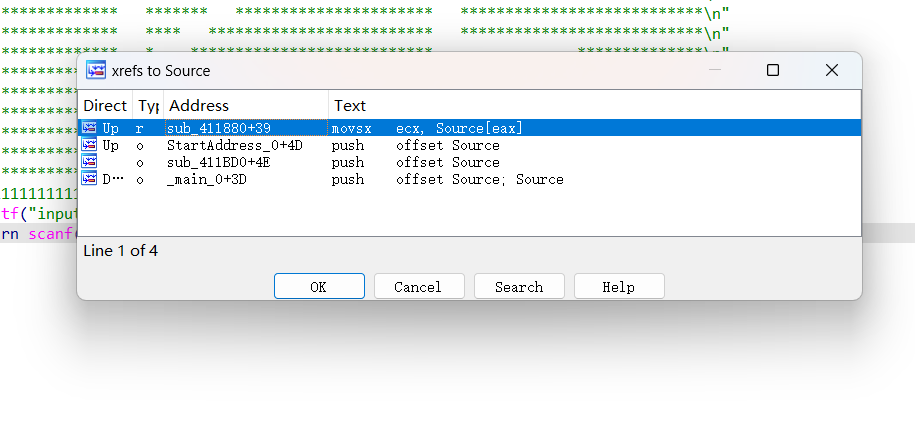 ************* ******* ********************** ***************************\n"
************* **** ************************* ***************************\n"
************* * *************************** **************\n"
xrefs to Source
Direct Typ Address Text
Up r sub_411880+39 movsx ecx, Source[eax]
Up o StartAddress_0+4D push offset Source
o sub_411BD0+4E push offset Source
D… o _main_0+3D push offset Source; Source
tf("input
rn scanf(
Line 1 of 4
OK Cancel Search Help